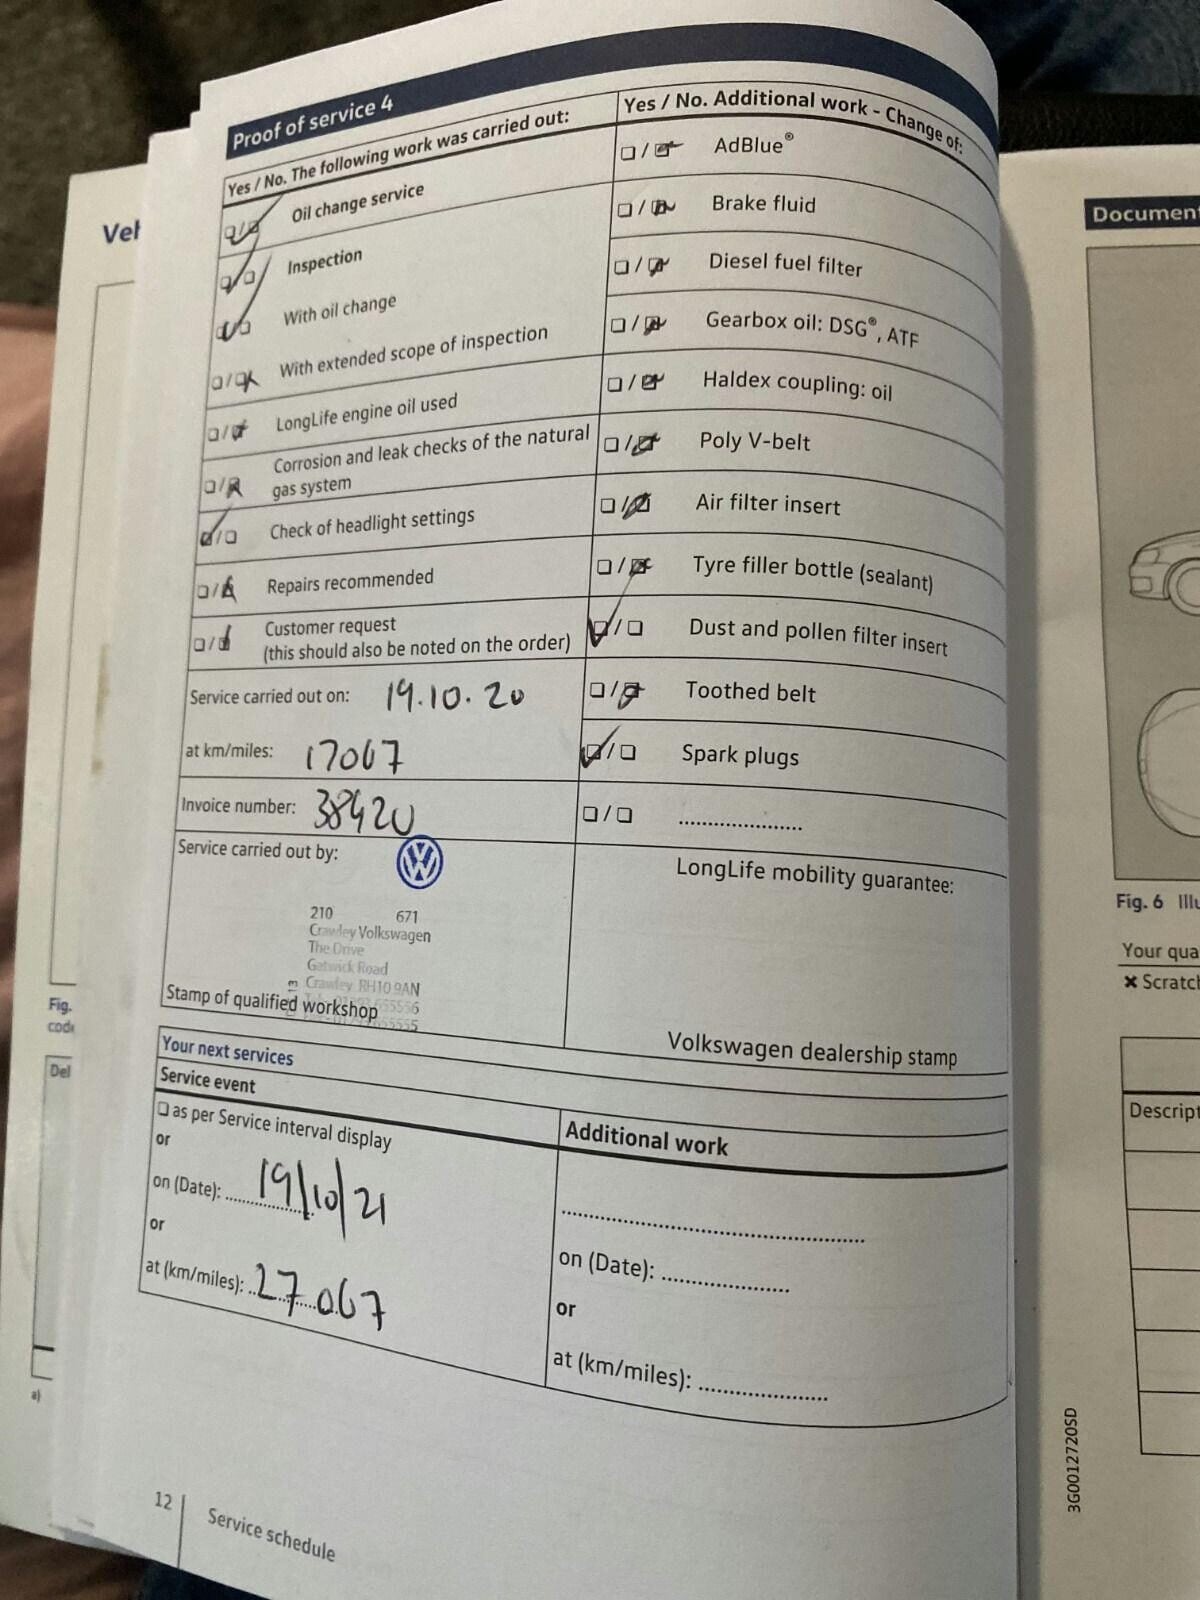 Proof of service 4
Yes / No. The following work was carried out:
Oil change service
Inspection
With oil change
With extended scope of inspection
LongLife engine oil used
Corrosion and leak checks of the natural
gas system
Check of headlight settings
Repairs recommended
Customer request
(this should also be noted on the order)
Service carried out on: 19.10.20
at km/miles: 17067
Invoice number: 38420
Service carried out by:
210 671
Crawley Volkswagen
The Drive
Gatwick Road
Crawley RH10 9AN
Stamp of qualified workshop
Yes / No. Additional work - Change of:
AdBlue®
Brake fluid
Diesel fuel filter
Gearbox oil: DSG®, ATF
Haldex coupling: oil
Poly V-belt
Air filter insert
Tyre filler bottle (sealant)
Dust and pollen filter insert
Toothed belt
Spark plugs
....................
LongLife mobility guarantee:
Volkswagen dealership stamp
Your next services
Service event
as per Service interval display
or
on (Date): 19/10/21
or
at (km/miles): 27.067
Additional work
..................................................
on (Date): ....................
or
at (km/miles): ....................
12
Service schedule
Veh
Fig.
code
Del
a)
Document
Fig. 6 Illu
Your qua
× Scratch
Descript
3G0012720SD